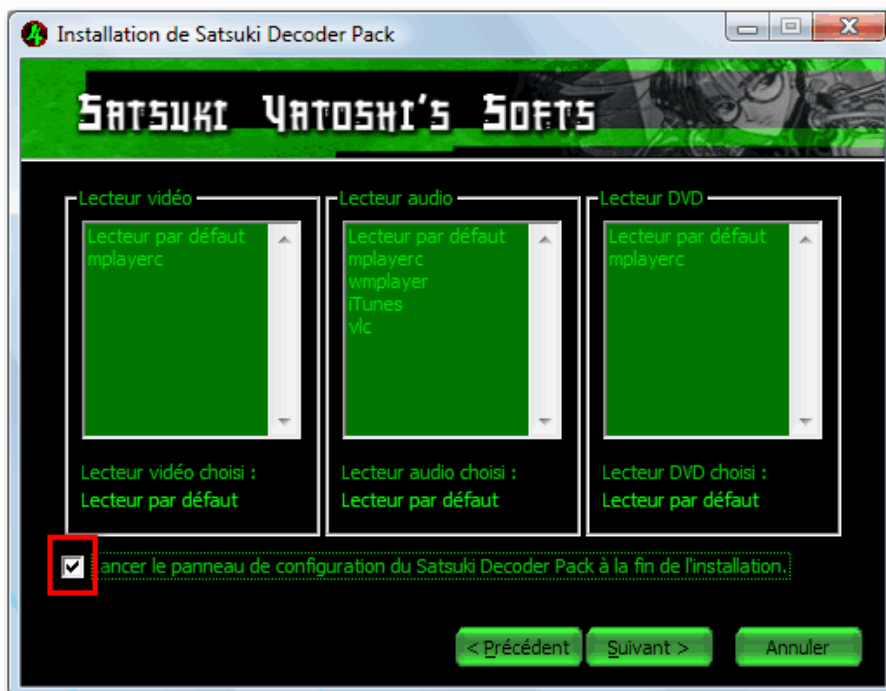 Installation de Satsuki Decoder Pack
Satsuki Yatoshi's Softs
Lecteur vidéo
Lecteur par défaut
mplayerc
Lecteur vidéo choisi :
Lecteur par défaut
Lecteur audio
Lecteur par défaut
mplayerc
wmplayer
iTunes
vlc
Lecteur audio choisi :
Lecteur par défaut
Lecteur DVD
Lecteur par défaut
mplayerc
Lecteur DVD choisi :
Lecteur par défaut
Lancer le panneau de configuration du Satsuki Decoder Pack à la fin de l'installation.
< Précédent
Suivant >
Annuler